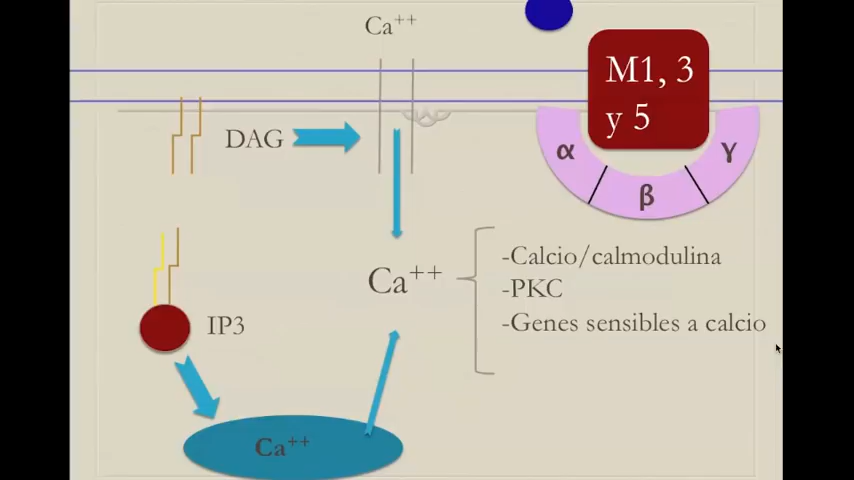 Ca++
M1, 3
y 5
DAG
α
β
γ
Ca++
-Calcio/calmodulina
-PKC
-Genes sensibles a calcio
IP3
Ca++